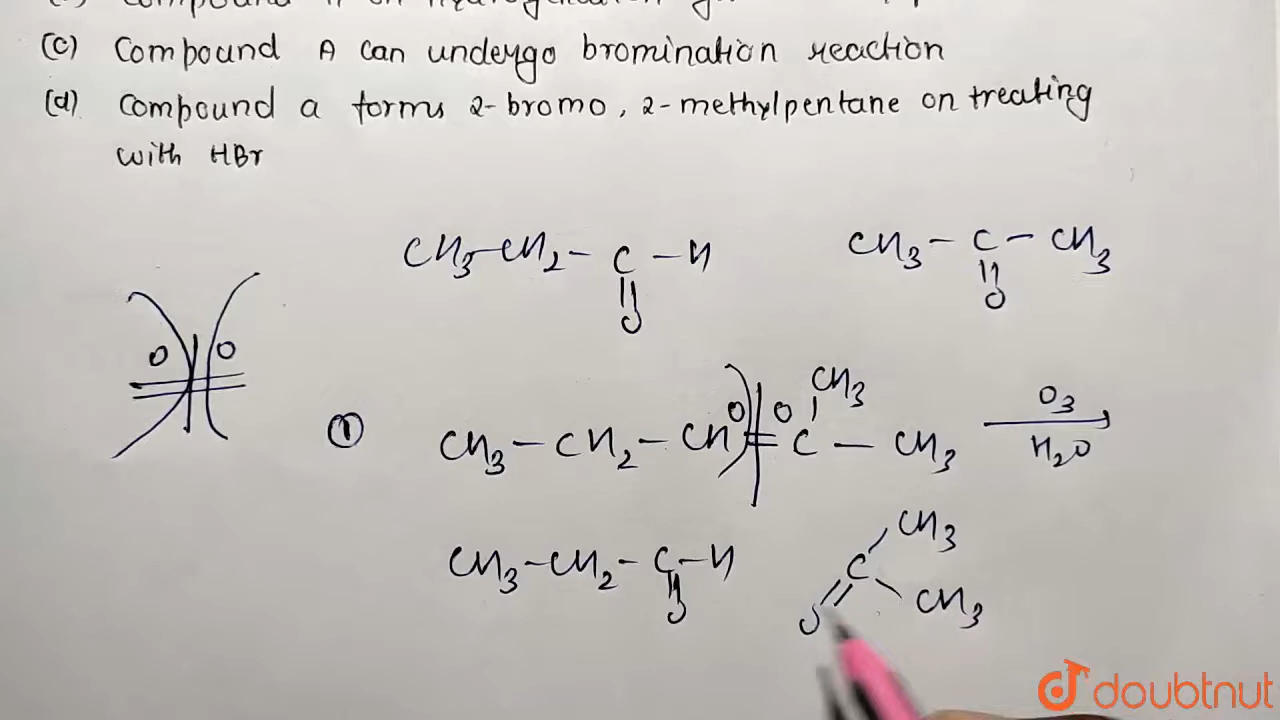 (c) Compound A can undergo bromination reaction
(d) Compound a forms 2-bromo, 2-methylpentane on treating
with HBr
CH3-CH2-C-H
O
CH3-C-CH3
O
O O
① CH3-CH2-CH=C-CH3
CH3
O O
O3
H2O
CH3-CH2-C-H
O
O=C
CH3
CH3
doubtnut